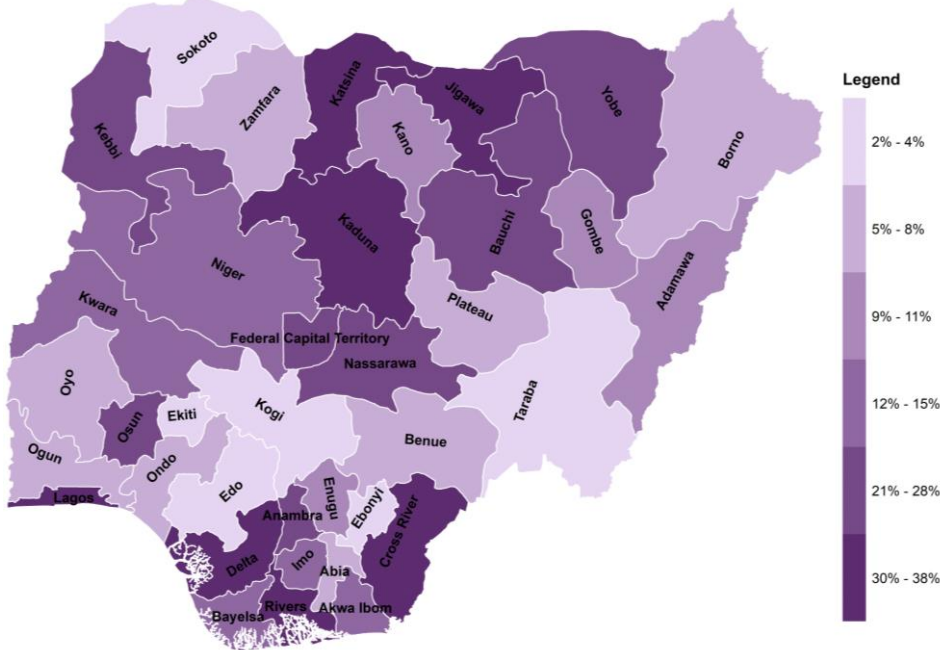 Sokoto
Katsina
Jigawa
Yobe
Borno
Zamfara
Kebbi
Kano
Kaduna
Bauchi
Gombe
Adamawa
Niger
Kwara
Plateau
Federal Capital Territory
Nassarawa
Taraba
Oyo
Osun
Ekiti
Kogi
Benue
Ogun
Ondo
Edo
Enugu
Ebonyi
Cross River
Lagos
Anambra
Delta
Imo
Abia
Bayelsa
Rivers
Akwa Ibom
Legend
2% - 4%
5% - 8%
9% - 11%
12% - 15%
21% - 28%
30% - 38%